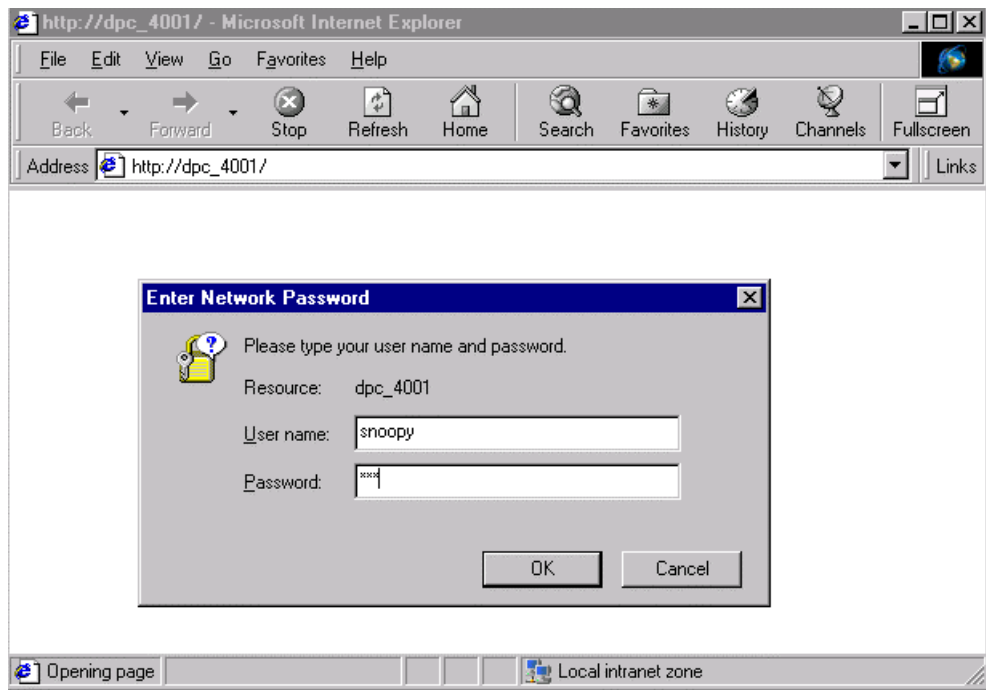 http://dpc_4001/ - Microsoft Internet Explorer
File Edit View Go Favorites Help
Back Forward Stop Refresh Home Search Favorites History Channels Fullscreen
Address http://dpc_4001/ Links
Enter Network Password
?
Please type your user name and password.
Resource: dpc_4001
User name: snoopy
Password: ***
OK Cancel
Opening page Local intranet zone